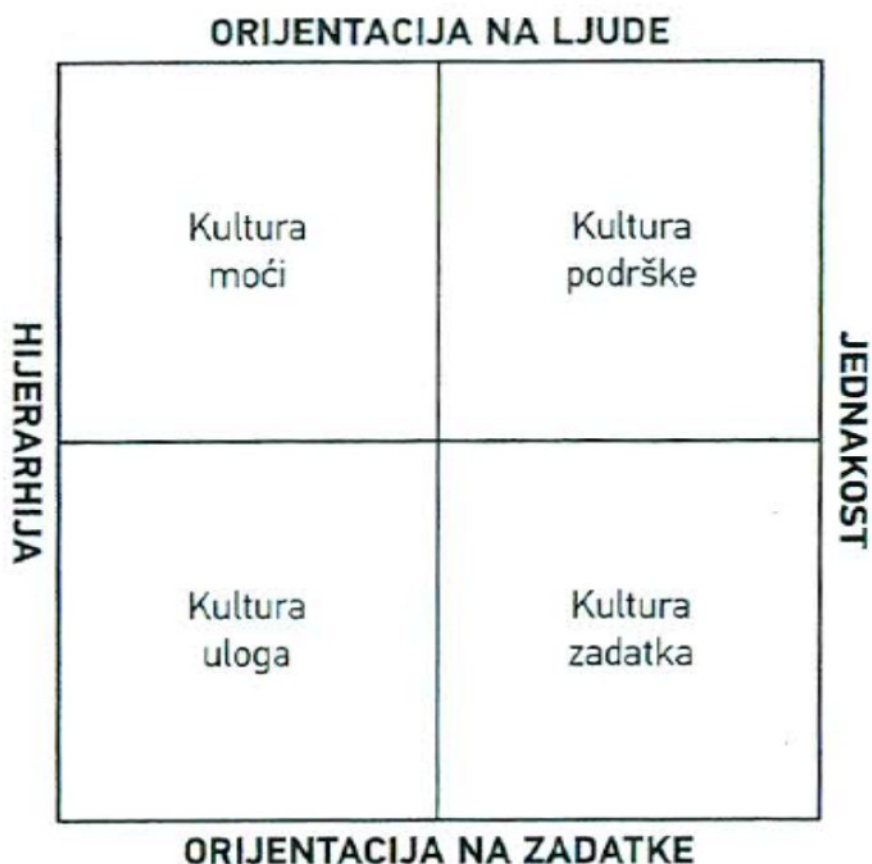 ORIJENTACIJA NA LJUDE
Kultura
moći
Kultura
podrške
HIJERARHIJA
JEDNAKOST
Kultura
uloga
Kultura
zadatka
ORIJENTACIJA NA ZADATKE